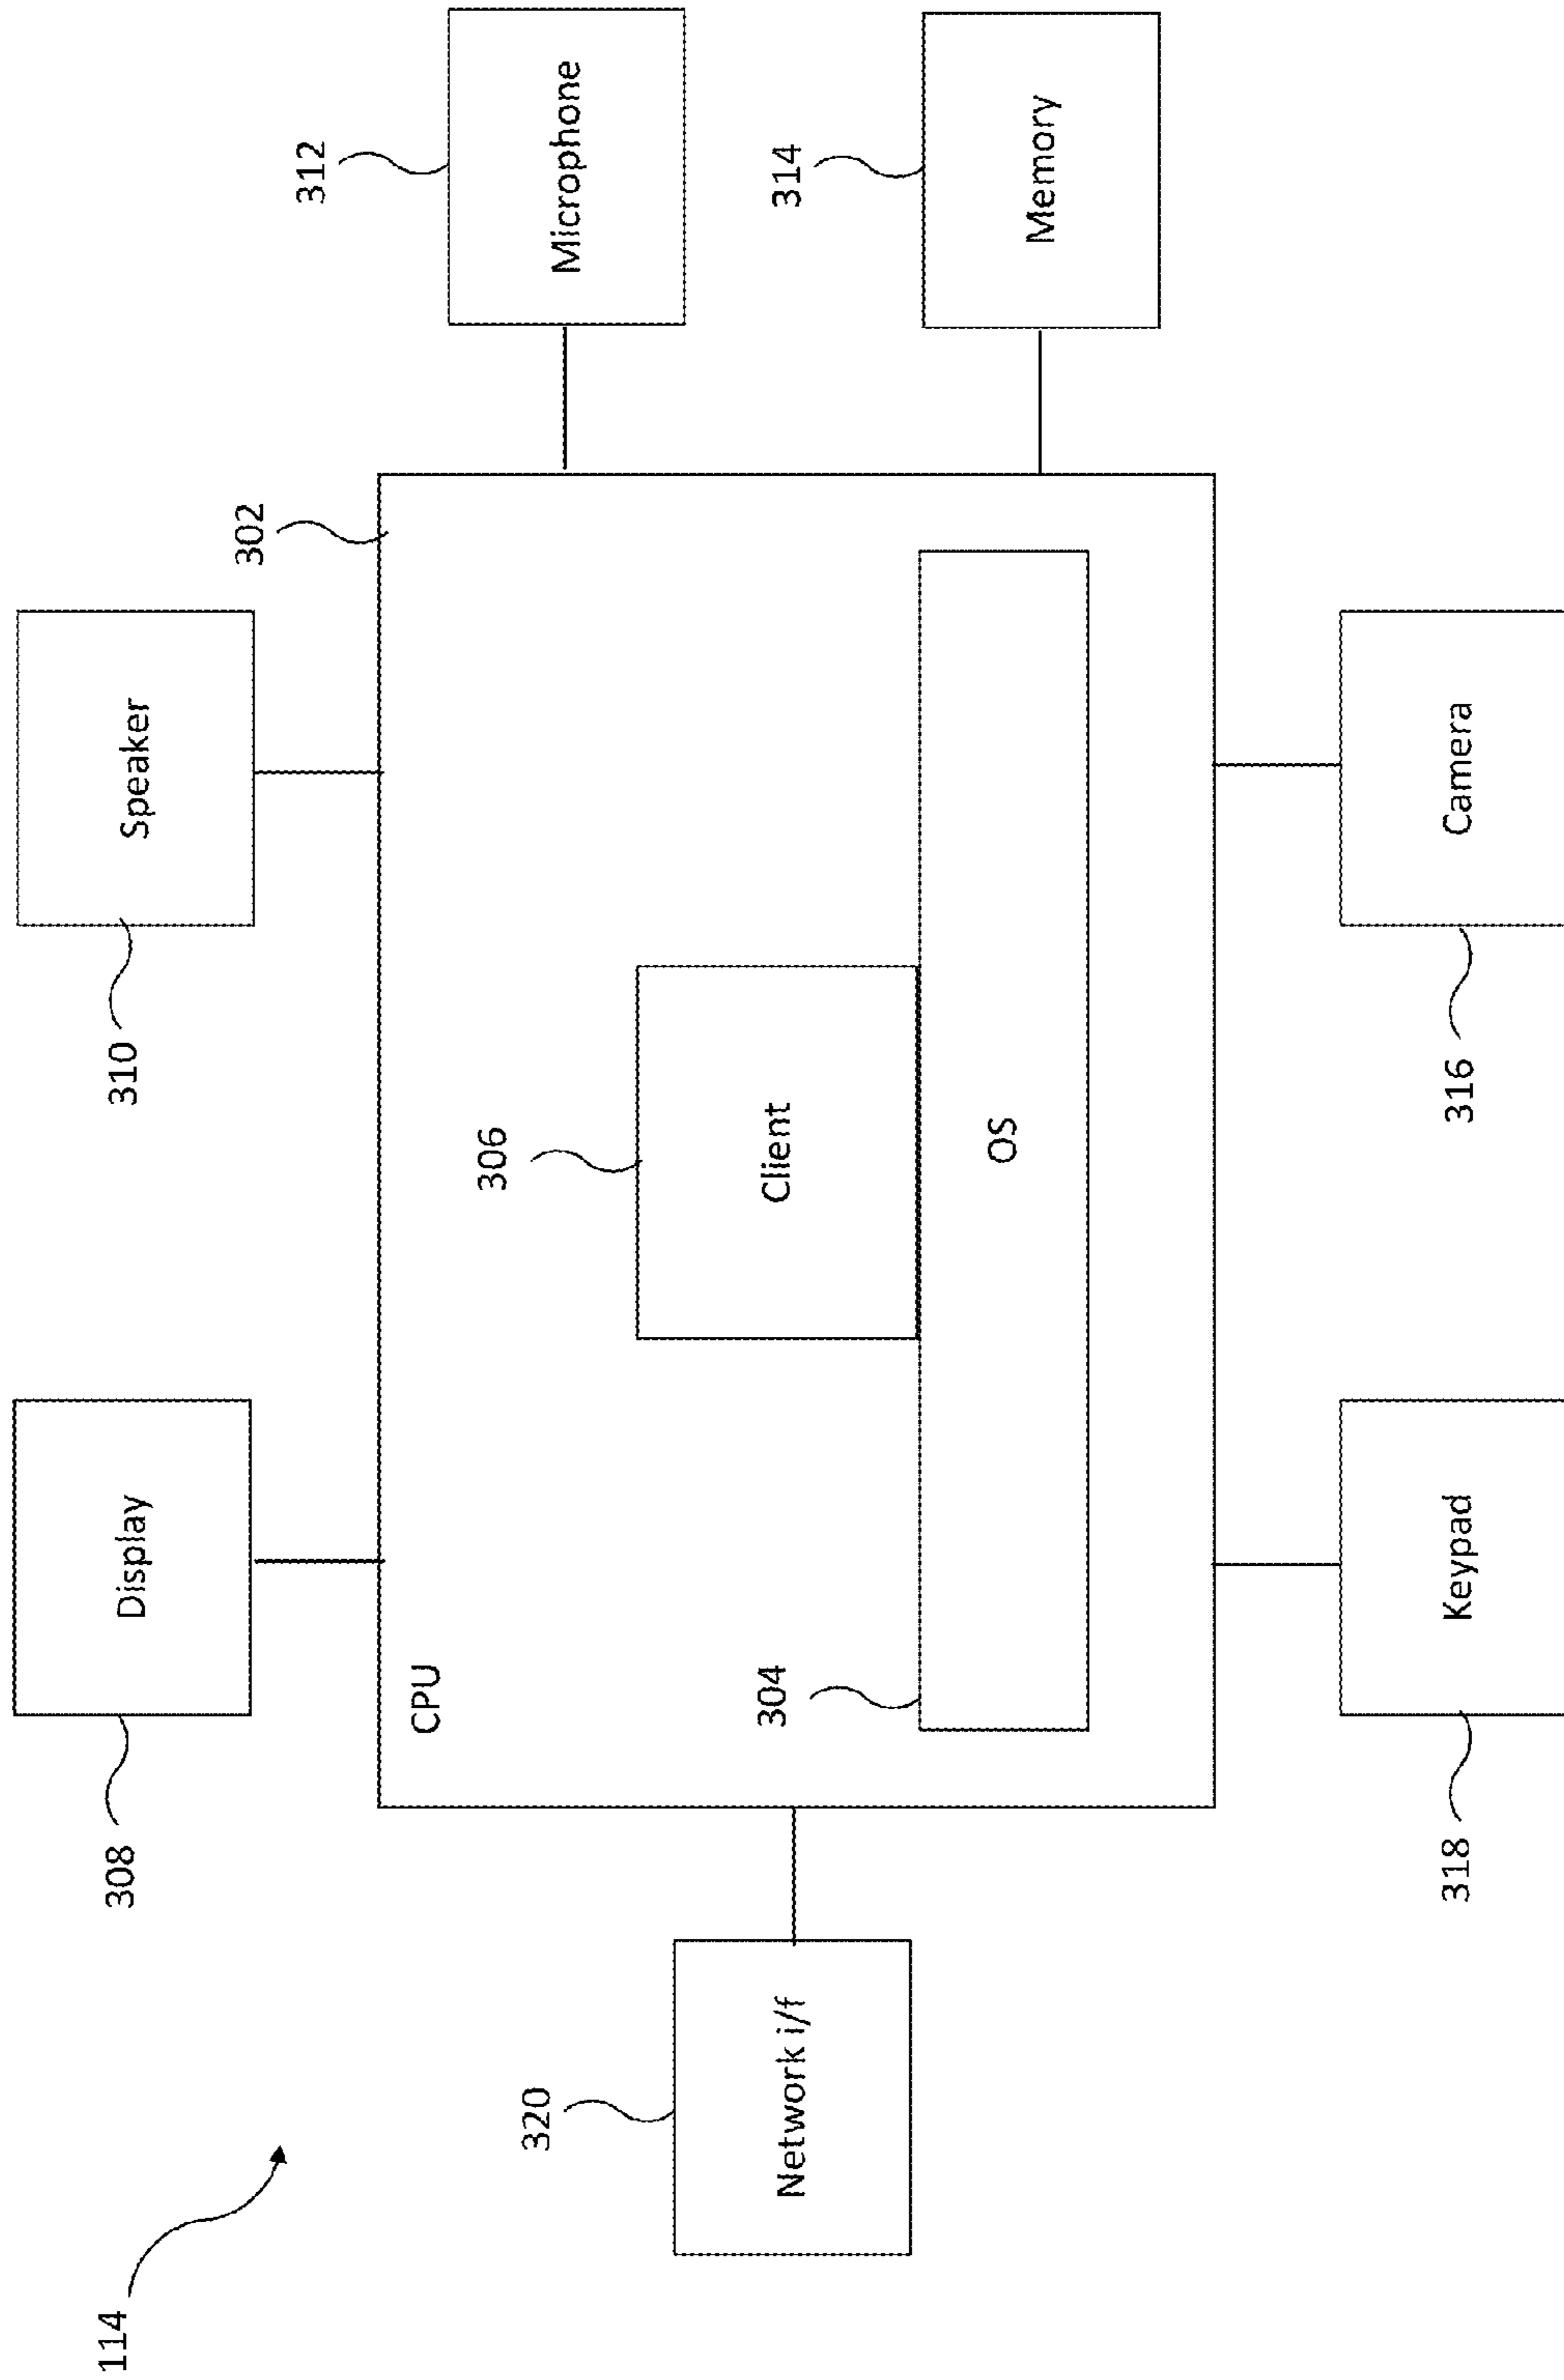 114
308
Display
310
Speaker
302
CPU
312
Microphone
320
Network i/f
306
Client
304
OS
314
Memory
318
Keypad
316
Camera